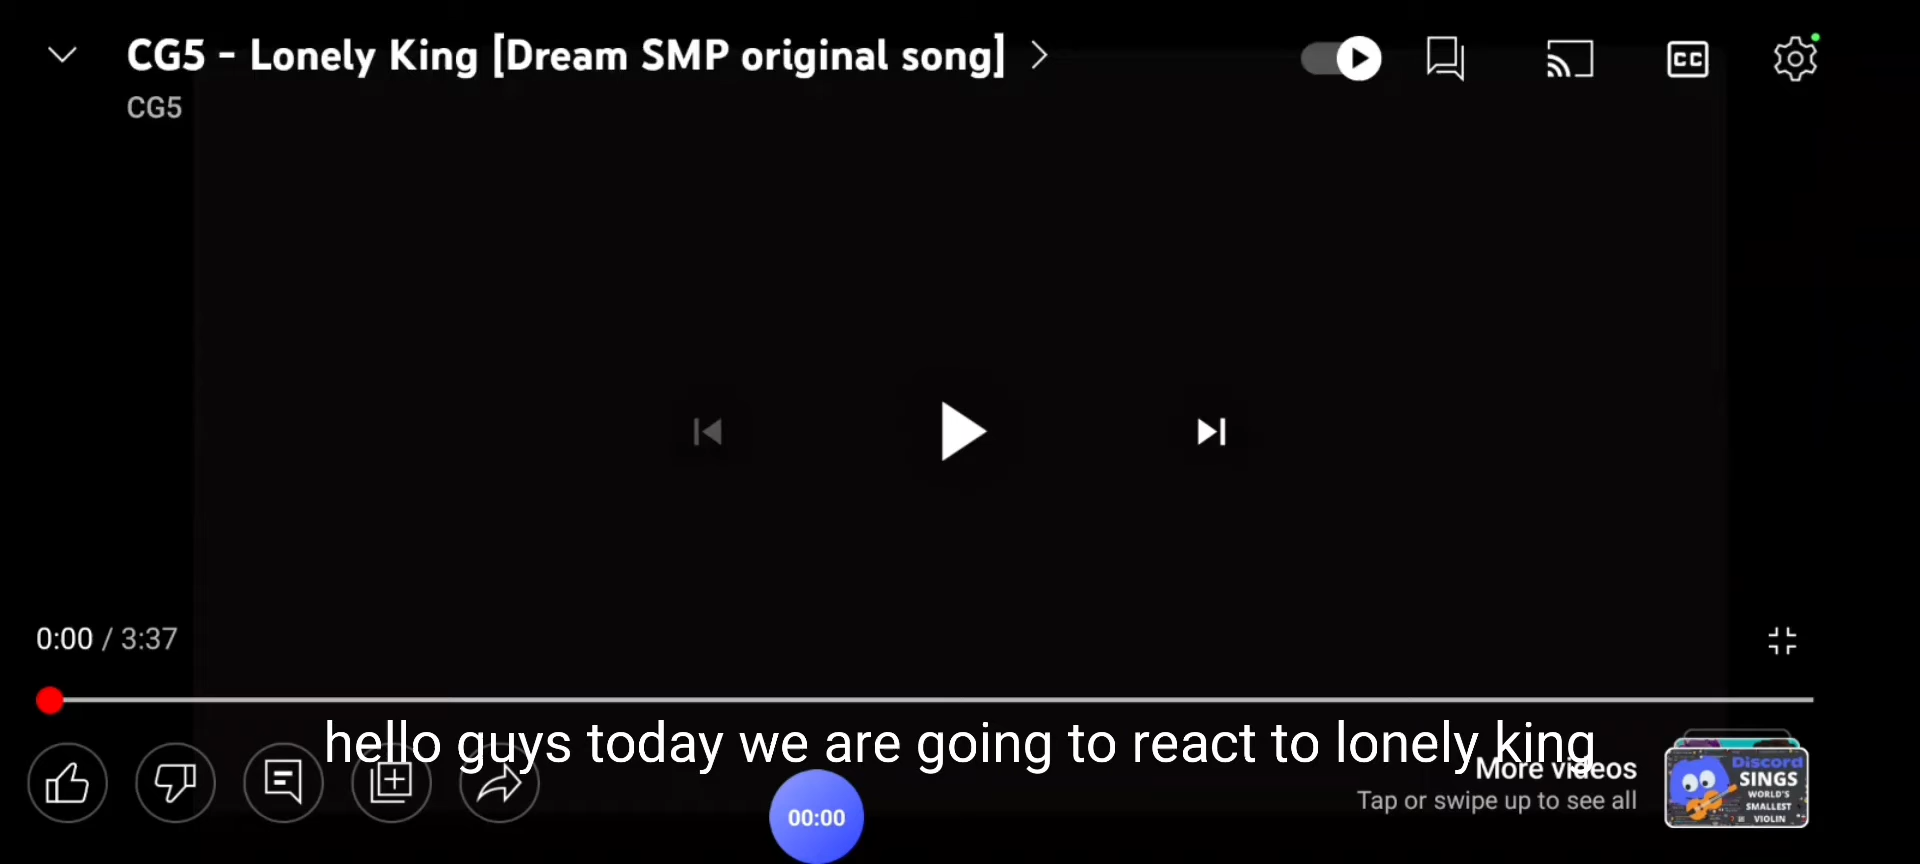 CG5 - Lonely King [Dream SMP original song]
CG5
CC
0:00 / 3:37
hello guys today we are going to react to lonely king
More videos
Tap or swipe up to see all
Discord
SINGS
WORLD'S
SMALLEST
VIOLIN
00:00